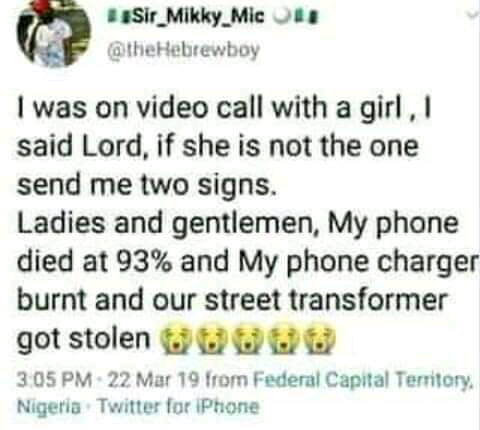 🇳🇬Sir_Mikky_Mic
@theHebrewboy
I was on video call with a girl , I
said Lord, if she is not the one
send me two signs.
Ladies and gentlemen, My phone
died at 93% and My phone charger
burnt and our street transformer
got stolen 😭😭😭😭😭
3:05 PM · 22 Mar 19 from Federal Capital Territory,
Nigeria · Twitter for iPhone